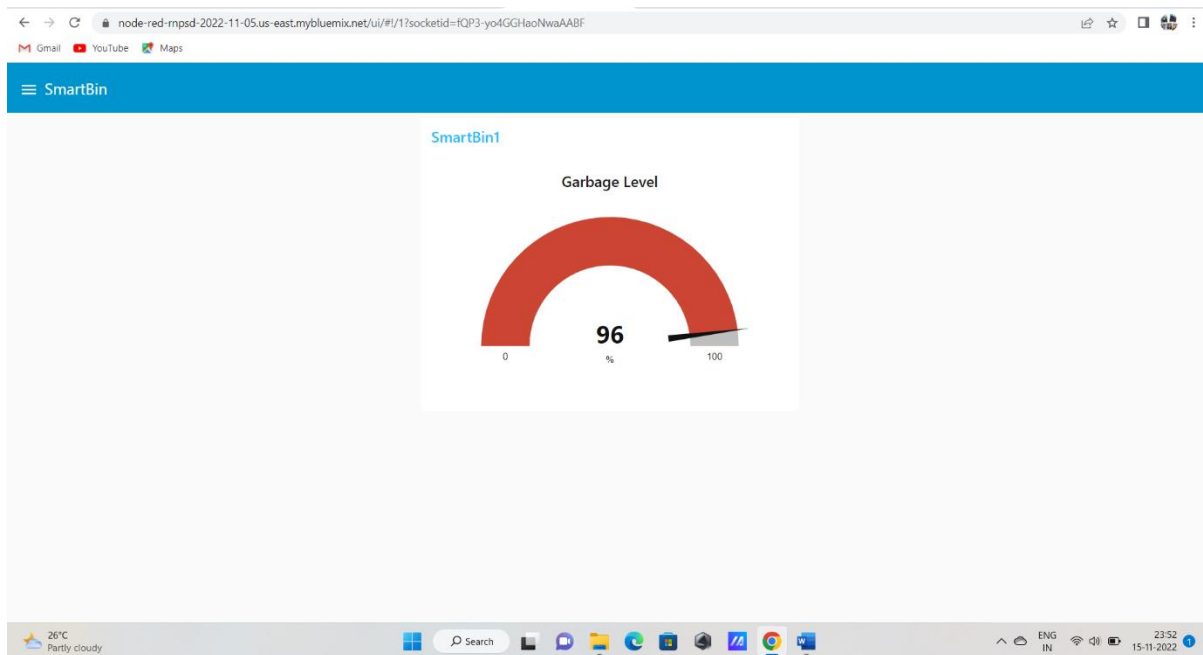 node-red-rnpsd-2022-11-05.us-east.mybluemix.net/ui/#!/1?socketid=fQP3-yo4GGHaoNwaAABF
Gmail YouTube Maps
SmartBin
SmartBin1
Garbage Level
96
0 % 100
26°C
Partly cloudy
Search
ENG
IN
23:52
15-11-2022
1